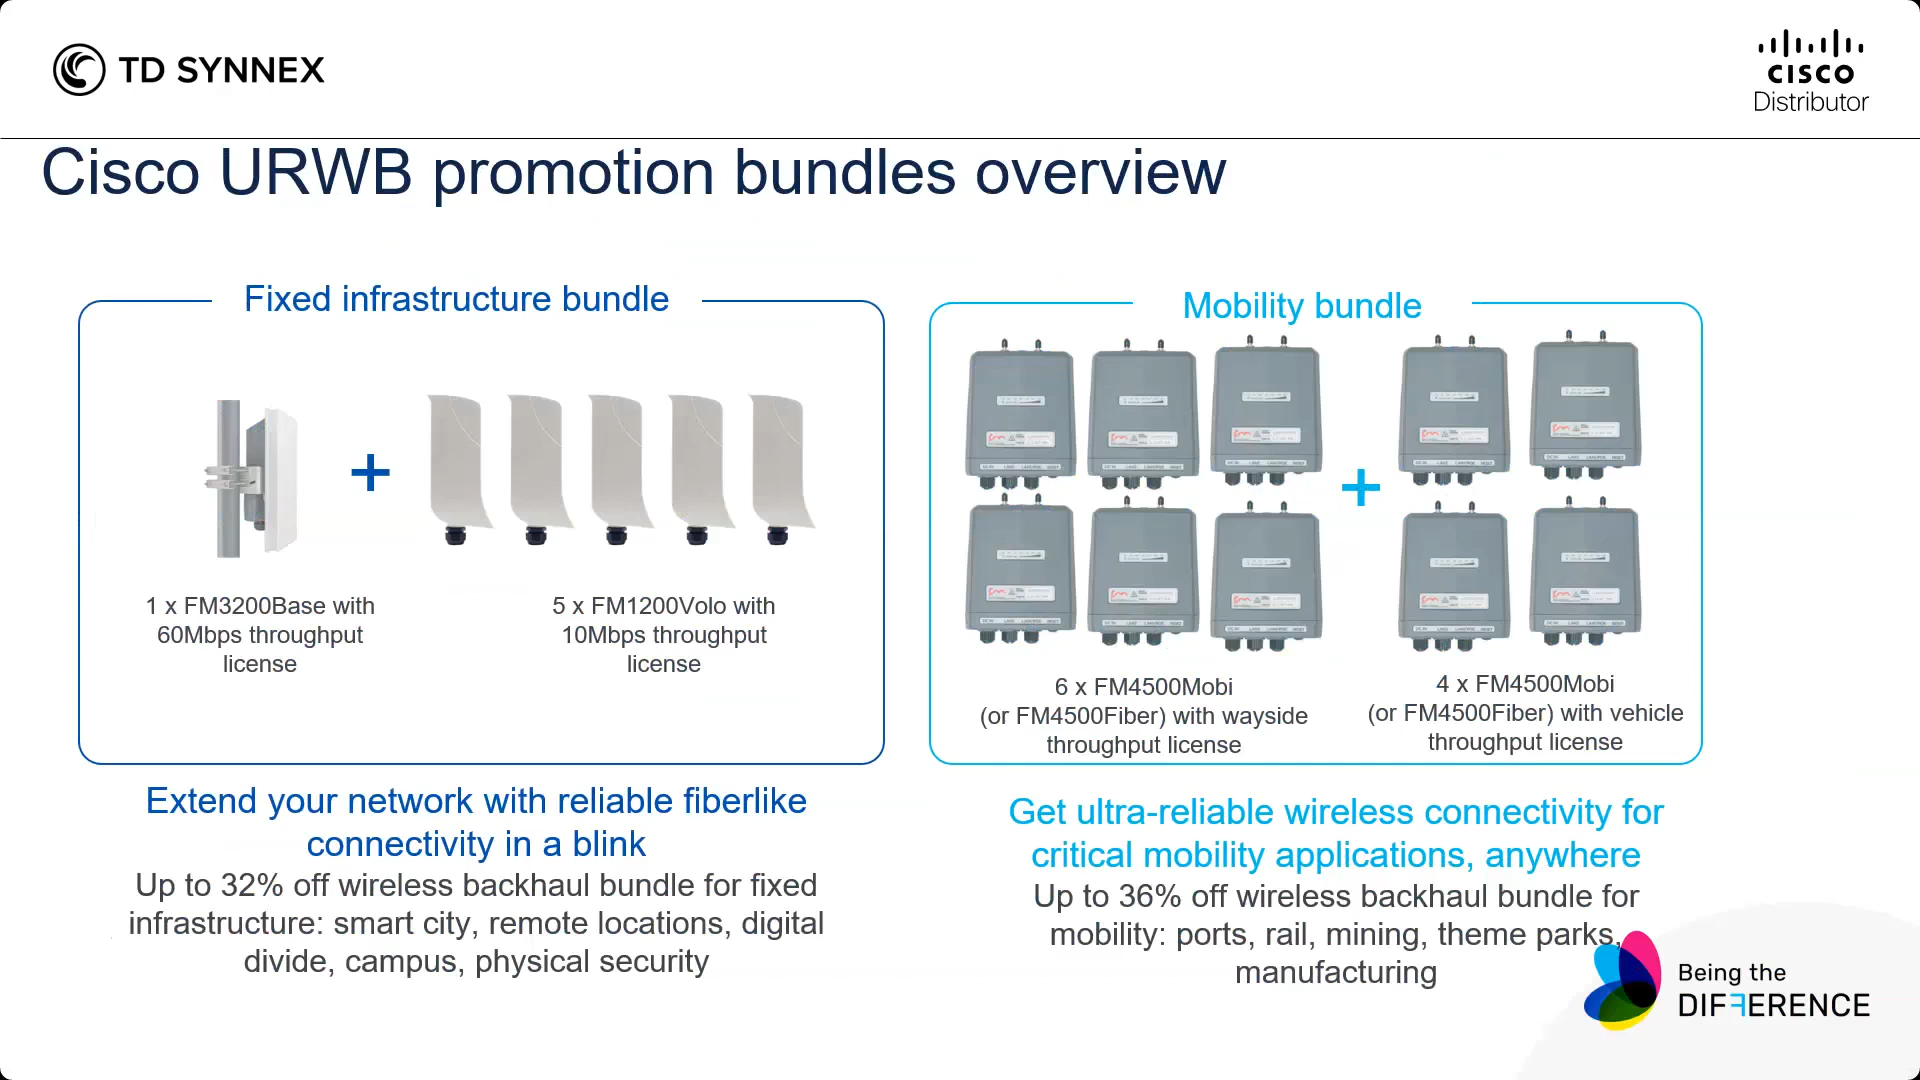 TD SYNNEX
CISCO
Distributor
Cisco URWB promotion bundles overview
Fixed infrastructure bundle
1 x FM3200Base with
60Mbps throughput
license
5 x FM1200Volo with
10Mbps throughput
license
Extend your network with reliable fiberlike
connectivity in a blink
Up to 32% off wireless backhaul bundle for fixed
infrastructure: smart city, remote locations, digital
divide, campus, physical security
Mobility bundle
6 x FM4500Mobi
(or FM4500Fiber) with wayside
throughput license
4 x FM4500Mobi
(or FM4500Fiber) with vehicle
throughput license
Get ultra-reliable wireless connectivity for
critical mobility applications, anywhere
Up to 36% off wireless backhaul bundle for
mobility: ports, rail, mining, theme parks,
manufacturing
Being the
DIFFERENCE